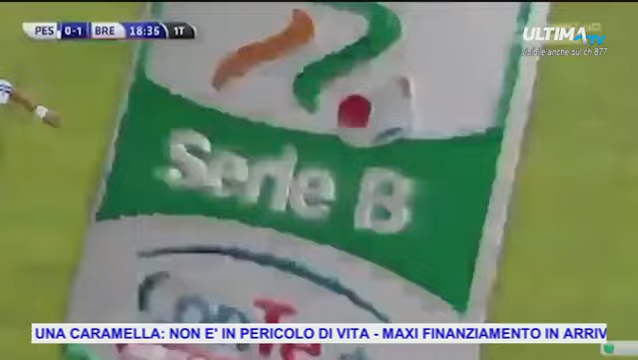 PES 0-1 BRE 18:36 1T
ULTIMA TV
Serie B
UNA CARAMELLA: NON E' IN PERICOLO DI VITA - MAXI FINANZIAMENTO IN ARRIV